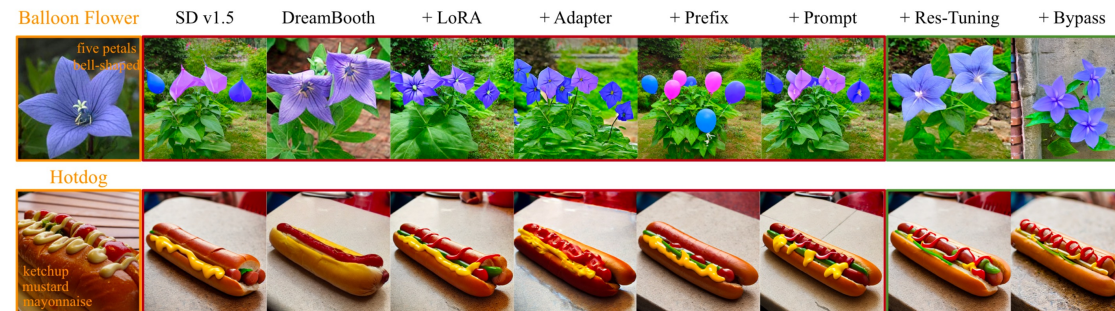 Balloon Flower SD v1.5 DreamBooth + LoRA + Adapter + Prefix + Prompt + Res-Tuning + Bypass
five petals
bell-shaped
Hotdog
ketchup
mustard
mayonnaise